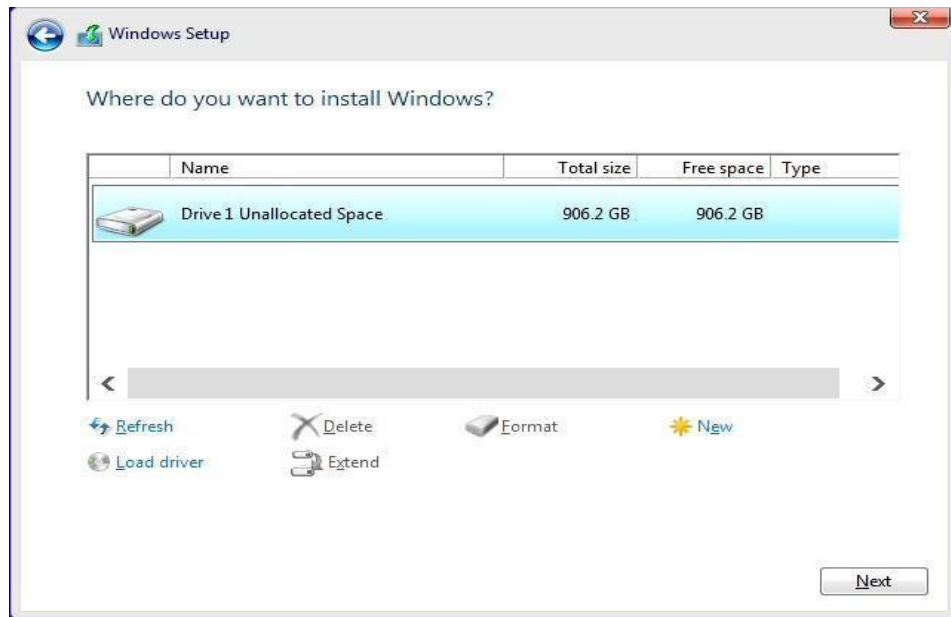 Windows Setup
Where do you want to install Windows?
Name Total size Free space Type
Drive 1 Unallocated Space 906.2 GB 906.2 GB
Refresh Delete Format New
Load driver Extend
Next